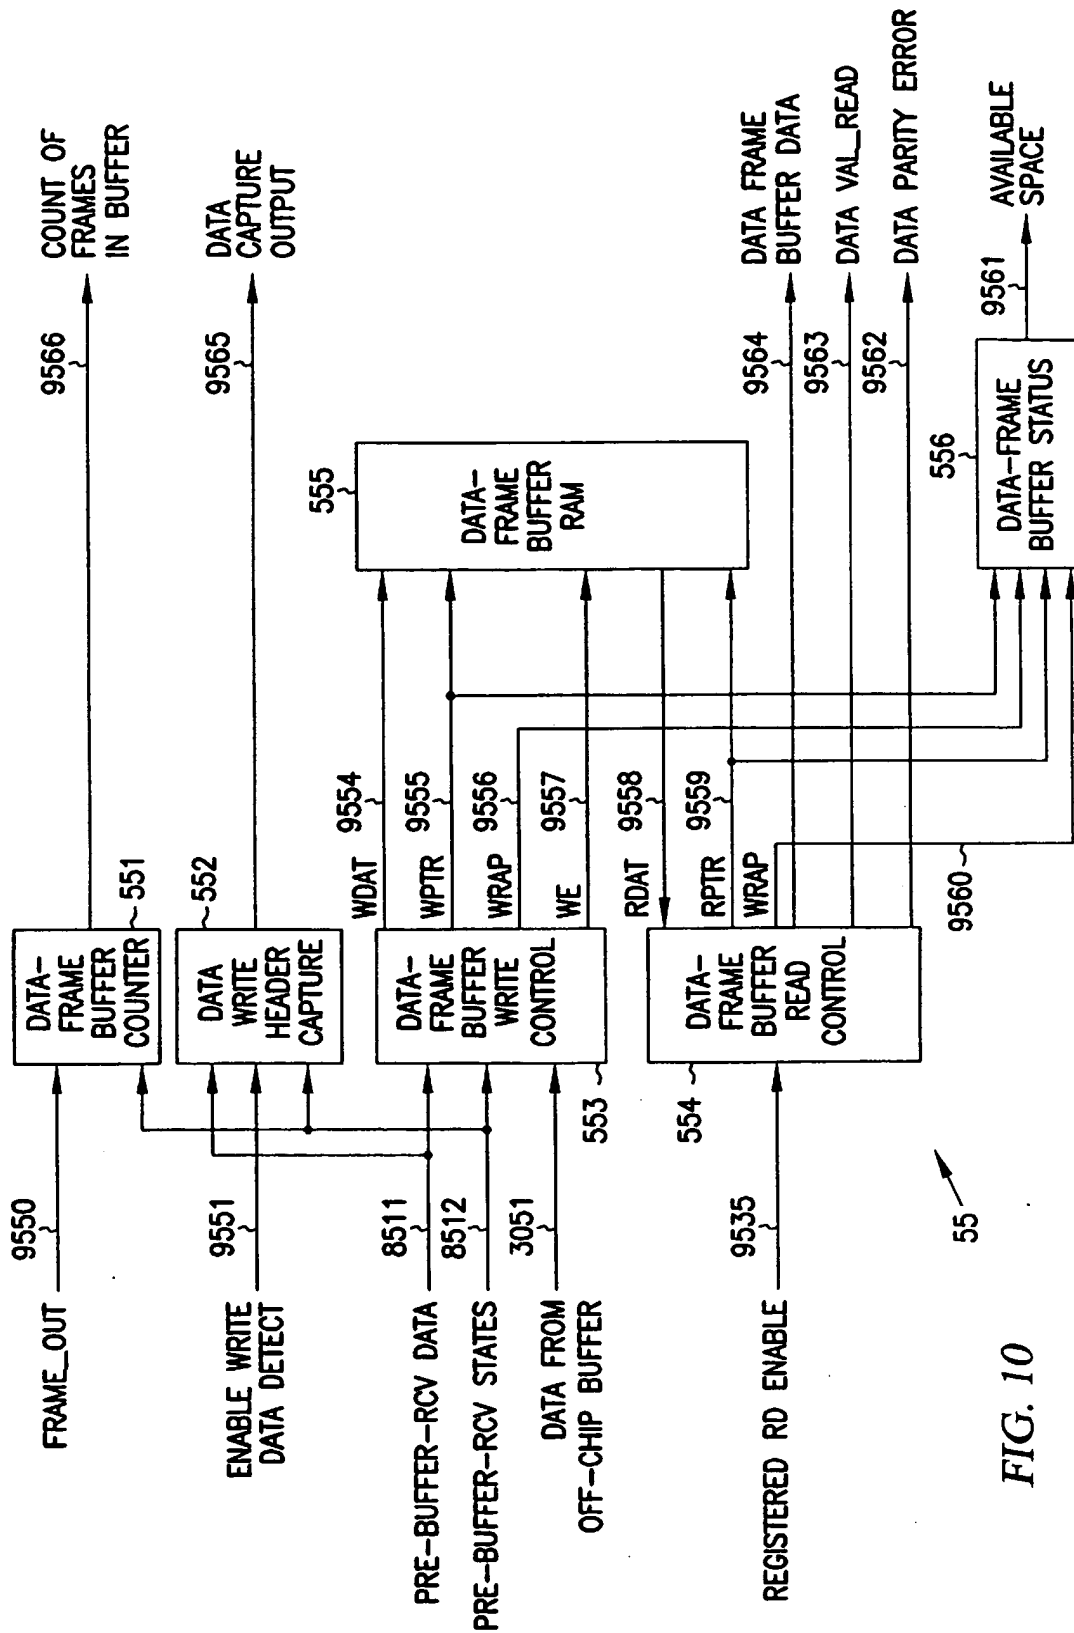 FRAME_OUT
9550
DATA-
FRAME
BUFFER
COUNTER
551
9566
COUNT OF
FRAMES
IN BUFFER
ENABLE WRITE
DATA DETECT
9551
DATA
WRITE
HEADER
CAPTURE
552
9565
DATA
CAPTURE
OUTPUT
PRE-BUFFER-RCV DATA
8511
PRE-BUFFER-RCV STATES
8512
DATA FROM
OFF-CHIP BUFFER
3051
DATA-
FRAME
BUFFER
WRITE
CONTROL
553
WDAT
9554
WPTR
9555
WRAP
9556
WE
9557
555
DATA-
FRAME
BUFFER
RAM
RDAT
9558
RPTR
9559
WRAP
9560
REGISTERED RD ENABLE
9535
DATA-
FRAME
BUFFER
READ
CONTROL
554
9564
DATA FRAME
BUFFER DATA
9563
DATA VAL_READ
9562
DATA PARITY ERROR
556
DATA-FRAME
BUFFER STATUS
9561
AVAILABLE
SPACE
55
FIG. 10